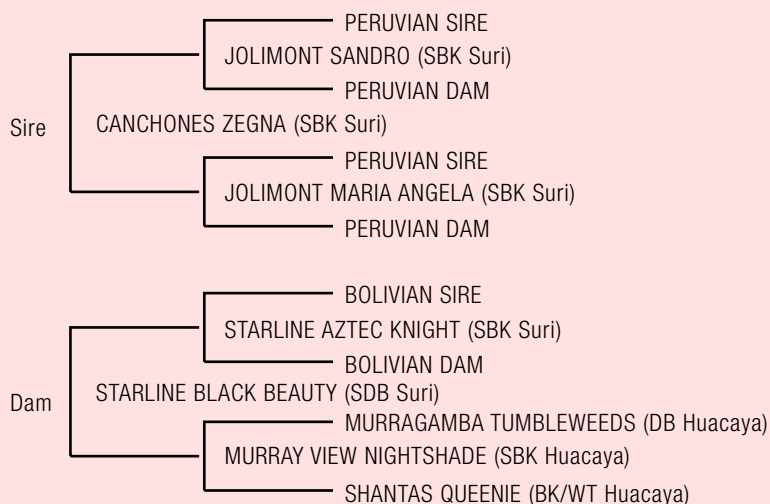 PERUVIAN SIRE
JOLIMONT SANDRO (SBK Suri)
PERUVIAN DAM
Sire
CANCHONES ZEGNA (SBK Suri)
PERUVIAN SIRE
JOLIMONT MARIA ANGELA (SBK Suri)
PERUVIAN DAM
BOLIVIAN SIRE
STARLINE AZTEC KNIGHT (SBK Suri)
BOLIVIAN DAM
Dam
STARLINE BLACK BEAUTY (SDB Suri)
MURRAGAMBA TUMBLEWEEDS (DB Huacaya)
MURRAY VIEW NIGHTSHADE (SBK Huacaya)
SHANTAS QUEENIE (BK/WT Huacaya)